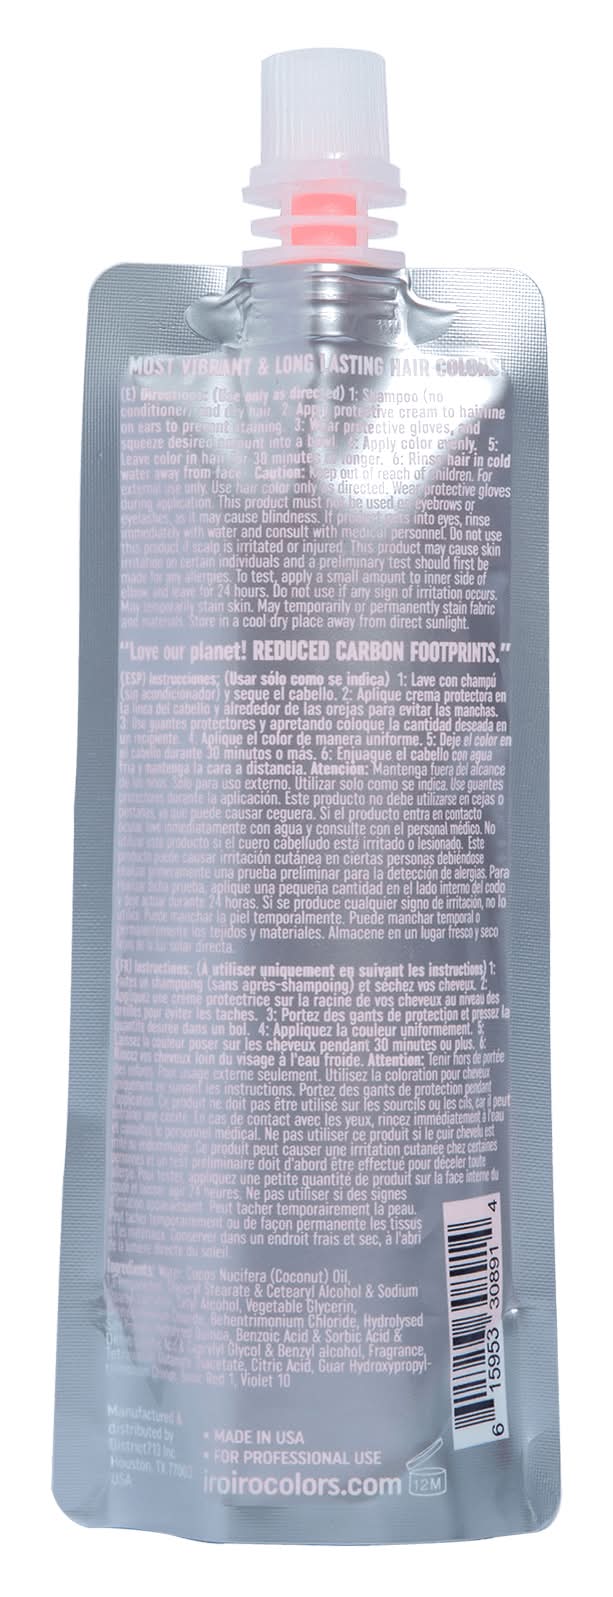 MOST VIBRANT & LONG LASTING HAIR COLORS
(E) Directions: (Use only as directed) 1: Shampoo (no
conditioner) and dry hair. 2: Apply protective cream to hairline
on ears to prevent staining. 3: Wear protective gloves, and
squeeze desired amount into a bowl. 4: Apply color evenly. 5:
Leave color in hair for 30 minutes or longer. 6: Rinse hair in cold
water away from face. Caution: Keep out of reach of children. For
external use only. Use hair color only as directed. Wear protective gloves
during application. This product must not be used on eyebrows or
eyelashes, as it may cause blindness. If product gets into eyes, rinse
immediately with water and consult with medical personnel. Do not use
this product if scalp is irritated or injured. This product may cause skin
irritation on certain individuals and a preliminary test should first be
made for any allergies. To test, apply a small amount to inner side of
elbow and leave for 24 hours. Do not use if any sign of irritation occurs.
May temporarily stain skin. May temporarily or permanently stain fabric
and materials. Store in a cool dry place away from direct sunlight.
"Love our planet! REDUCED CARBON FOOTPRINTS."
(ESP) Instrucciones: (Usar sólo como se indica) 1: Lave con champú
(sin acondicionador) y seque el cabello. 2: Aplique crema protectora en
la línea del cabello y alrededor de las orejas para evitar las manchas.
3: Use guantes protectores y apretando coloque la cantidad deseada en
un recipiente. 4: Aplique el color de manera uniforme. 5: Deje el color en
el cabello durante 30 minutos o más. 6: Enjuague el cabello con agua
fría y mantenga la cara a distancia. Atención: Mantenga fuera del alcance
de los niños. Sólo para uso externo. Utilizar solo como se indica. Use guantes
protectores durante la aplicación. Este producto no debe utilizarse en cejas o
pestañas, ya que puede causar ceguera. Si el producto entra en contacto
ocular, lave inmediatamente con agua y consulte con el personal médico. No
utilizar este producto si el cuero cabelludo está irritado o lesionado. Este
producto puede causar irritación cutánea en ciertas personas debiéndose
realizar primeramente una prueba preliminar para la detección de alergias. Para
realizar dicha prueba, aplique una pequeña cantidad en el lado interno del codo
y deje actuar durante 24 horas. Si se produce cualquier signo de irritación, no lo
utilice. Puede manchar la piel temporalmente. Puede manchar temporal o
permanentemente los tejidos y materiales. Almacene en un lugar fresco y seco
lejos de la luz solar directa.
(FR) Instructions: (À utiliser uniquement en suivant les instructions) 1:
Faites un shampoing (sans après-shampoing) et séchez vos cheveux. 2:
Appliquez une crème protectrice sur la racine de vos cheveux au niveau des
oreilles pour éviter les taches. 3: Portez des gants de protection et pressez la
quantité désirée dans un bol. 4: Appliquez la couleur uniformément. 5:
Laissez la couleur poser sur les cheveux pendant 30 minutes ou plus. 6:
Rincez vos cheveux loin du visage à l'eau froide. Attention: Tenir hors de portée
des enfants. Pour usage externe seulement. Utilisez la coloration pour cheveux
uniquement en suivant les instructions. Portez des gants de protection pendant
l'application. Ce produit ne doit pas être utilisé sur les sourcils ou les cils, car il peut
cécité. En cas de contact avec les yeux, rincez immédiatement à l'eau
personnel médical. Ne pas utiliser ce produit si le cuir chevelu est
endommagé. Ce produit peut causer une irritation cutanée chez certaines
et un test préliminaire doit d'abord être effectué pour déceler toute
Pour tester, appliquez une petite quantité de produit sur la face interne du
agir 24 heures. Ne pas utiliser si des signes
apparaissent. Peut tacher temporairement la peau.
Peut tacher temporairement ou de façon permanente les tissus
et les matériaux. Conserver dans un endroit frais et sec, à l'abri
de la lumière directe du soleil.
Ingredients: Water, Cocos Nucifera (Coconut) Oil,
Stearate & Cetearyl Alcohol & Sodium
Alcohol, Vegetable Glycerin,
Behentrimonium Chloride, Hydrolysed
Quinoa, Benzoic Acid & Sorbic Acid &
Caprylyl Glycol & Benzyl alcohol, Fragrance,
Citric Acid, Guar Hydroxypropyl-
Red 1, Violet 10
Manufactured &
distributed by
District713 Inc
Houston, TX 77003
USA
• MADE IN USA
• FOR PROFESSIONAL USE
iroirocolors.com 12M
6 15953 30891 4